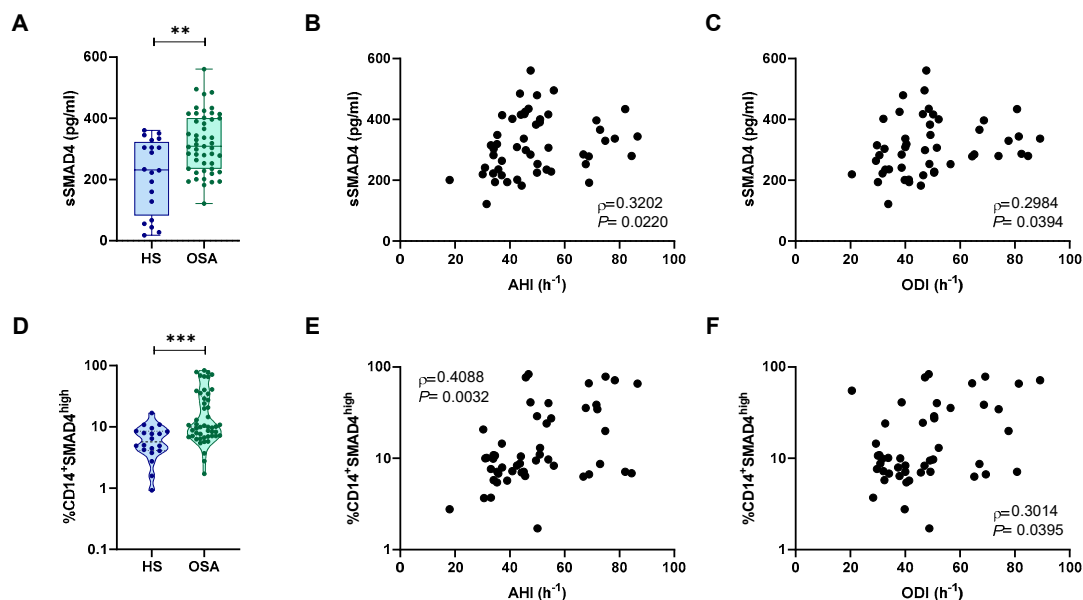 A
**
sSMAD4 (pg/ml)
600
400
200
0
HS
OSA
B
sSMAD4 (pg/ml)
600
400
200
0
ρ=0.3202
P= 0.0220
0
20
40
60
80
100
AHI (h⁻¹)
C
sSMAD4 (pg/ml)
600
400
200
0
ρ=0.2984
P= 0.0394
0
20
40
60
80
100
ODI (h⁻¹)
D
***
%CD14⁺SMAD4ʰⁱᵍʰ
100
10
1
0.1
HS
OSA
E
%CD14⁺SMAD4ʰⁱᵍʰ
100
10
1
ρ=0.4088
P= 0.0032
0
20
40
60
80
100
AHI (h⁻¹)
F
%CD14⁺SMAD4ʰⁱᵍʰ
100
10
1
ρ=0.3014
P= 0.0395
0
20
40
60
80
100
ODI (h⁻¹)